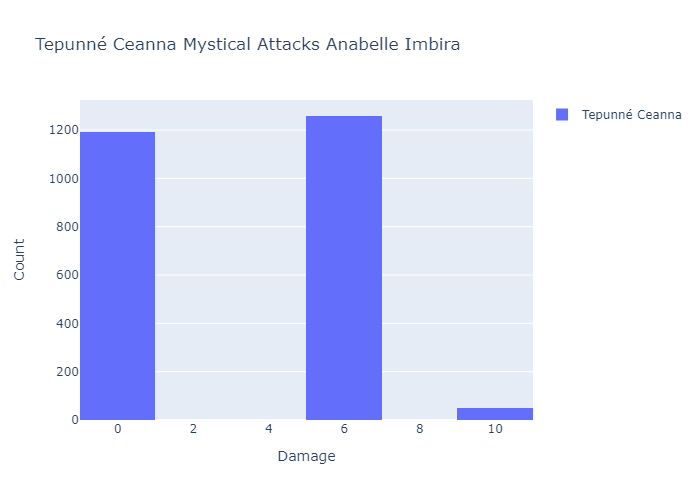 Tepunné Ceanna Mystical Attacks Anabelle Imbira
Tepunné Ceanna
1200
1000
800
600
400
200
0
Count
0 2 4 6 8 10
Damage